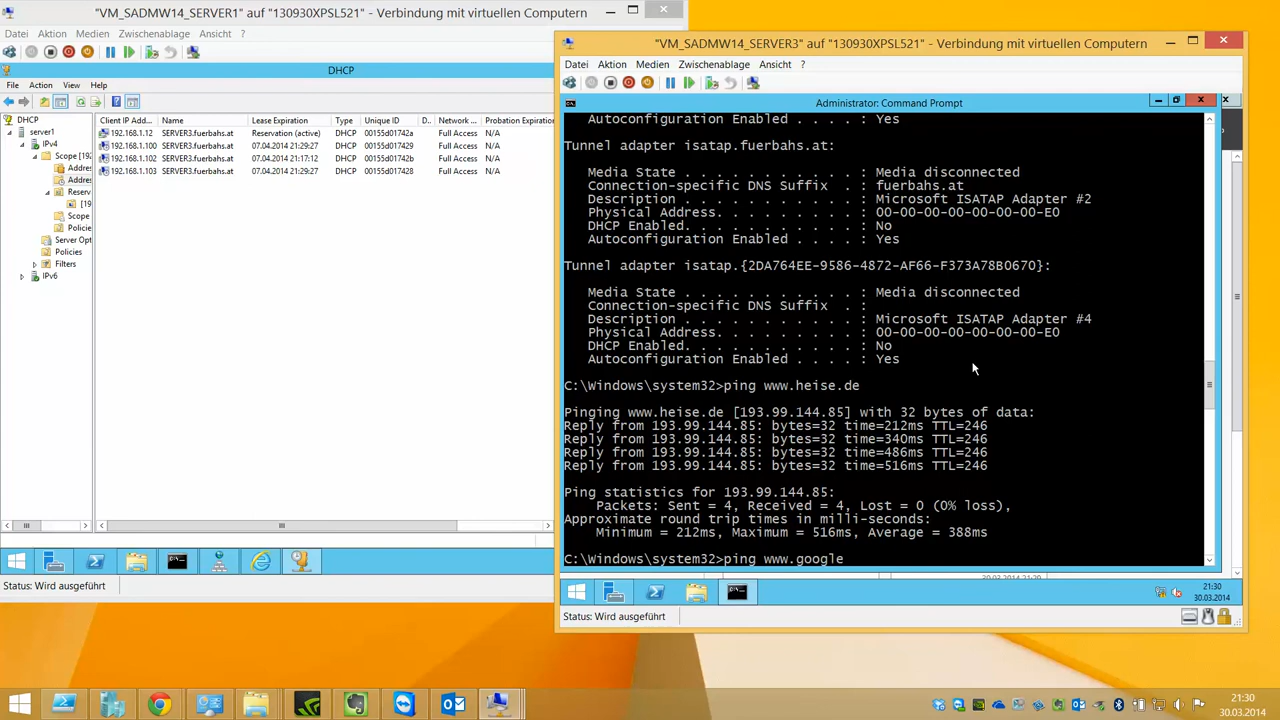 "VM_SADMW14_SERVER1" auf "130930XPSL521" - Verbindung mit virtuellen Computern
Datei Aktion Medien Zwischenablage Ansicht ?
DHCP
File Action View Help
DHCP
server1
IPv4
Scope [192
Addre
Addre
Reserv
[19
Scope
Policie
Server Opt
Policies
Filters
IPv6
Client IP Addr... Name Lease Expiration Type Unique ID D... Network ... Probation Expiration
192.168.1.12 SERVER3.fuerbahs.at Reservation (active) DHCP 00155d01742a Full Access N/A
192.168.1.100 SERVER3.fuerbahs.at 07.04.2014 21:29:27 DHCP 00155d017429 Full Access N/A
192.168.1.102 SERVER3.fuerbahs.at 07.04.2014 21:17:12 DHCP 00155d01742b Full Access N/A
192.168.1.103 SERVER3.fuerbahs.at 07.04.2014 21:29:27 DHCP 00155d017428 Full Access N/A
Status: Wird ausgeführt
"VM_SADMW14_SERVER3" auf "130930XPSL521" - Verbindung mit virtuellen Computern
Datei Aktion Medien Zwischenablage Ansicht ?
Administrator: Command Prompt
Autoconfiguration Enabled . . . . : Yes
Tunnel adapter isatap.fuerbahs.at:
Media State . . . . . . . . . . . : Media disconnected
Connection-specific DNS Suffix . : fuerbahs.at
Description . . . . . . . . . . . : Microsoft ISATAP Adapter #2
Physical Address. . . . . . . . . : 00-00-00-00-00-00-00-E0
DHCP Enabled. . . . . . . . . . . : No
Autoconfiguration Enabled . . . . : Yes
Tunnel adapter isatap.{2DA764EE-9586-4872-AF66-F373A78B0670}:
Media State . . . . . . . . . . . : Media disconnected
Connection-specific DNS Suffix . :
Description . . . . . . . . . . . : Microsoft ISATAP Adapter #4
Physical Address. . . . . . . . . : 00-00-00-00-00-00-00-E0
DHCP Enabled. . . . . . . . . . . : No
Autoconfiguration Enabled . . . . : Yes
C:\Windows\system32>ping www.heise.de
Pinging www.heise.de [193.99.144.85] with 32 bytes of data:
Reply from 193.99.144.85: bytes=32 time=212ms TTL=246
Reply from 193.99.144.85: bytes=32 time=340ms TTL=246
Reply from 193.99.144.85: bytes=32 time=486ms TTL=246
Reply from 193.99.144.85: bytes=32 time=516ms TTL=246
Ping statistics for 193.99.144.85:
Packets: Sent = 4, Received = 4, Lost = 0 (0% loss),
Approximate round trip times in milli-seconds:
Minimum = 212ms, Maximum = 516ms, Average = 388ms
C:\Windows\system32>ping www.google
21:30
30.03.2014
Status: Wird ausgeführt
21:30
30.03.2014